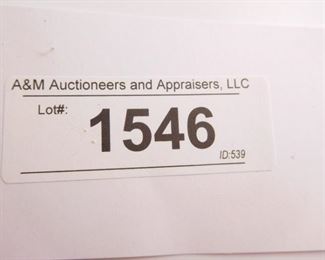 A&M Auctioneers and Appraisers, LLC
Lot#: 1546
ID:539